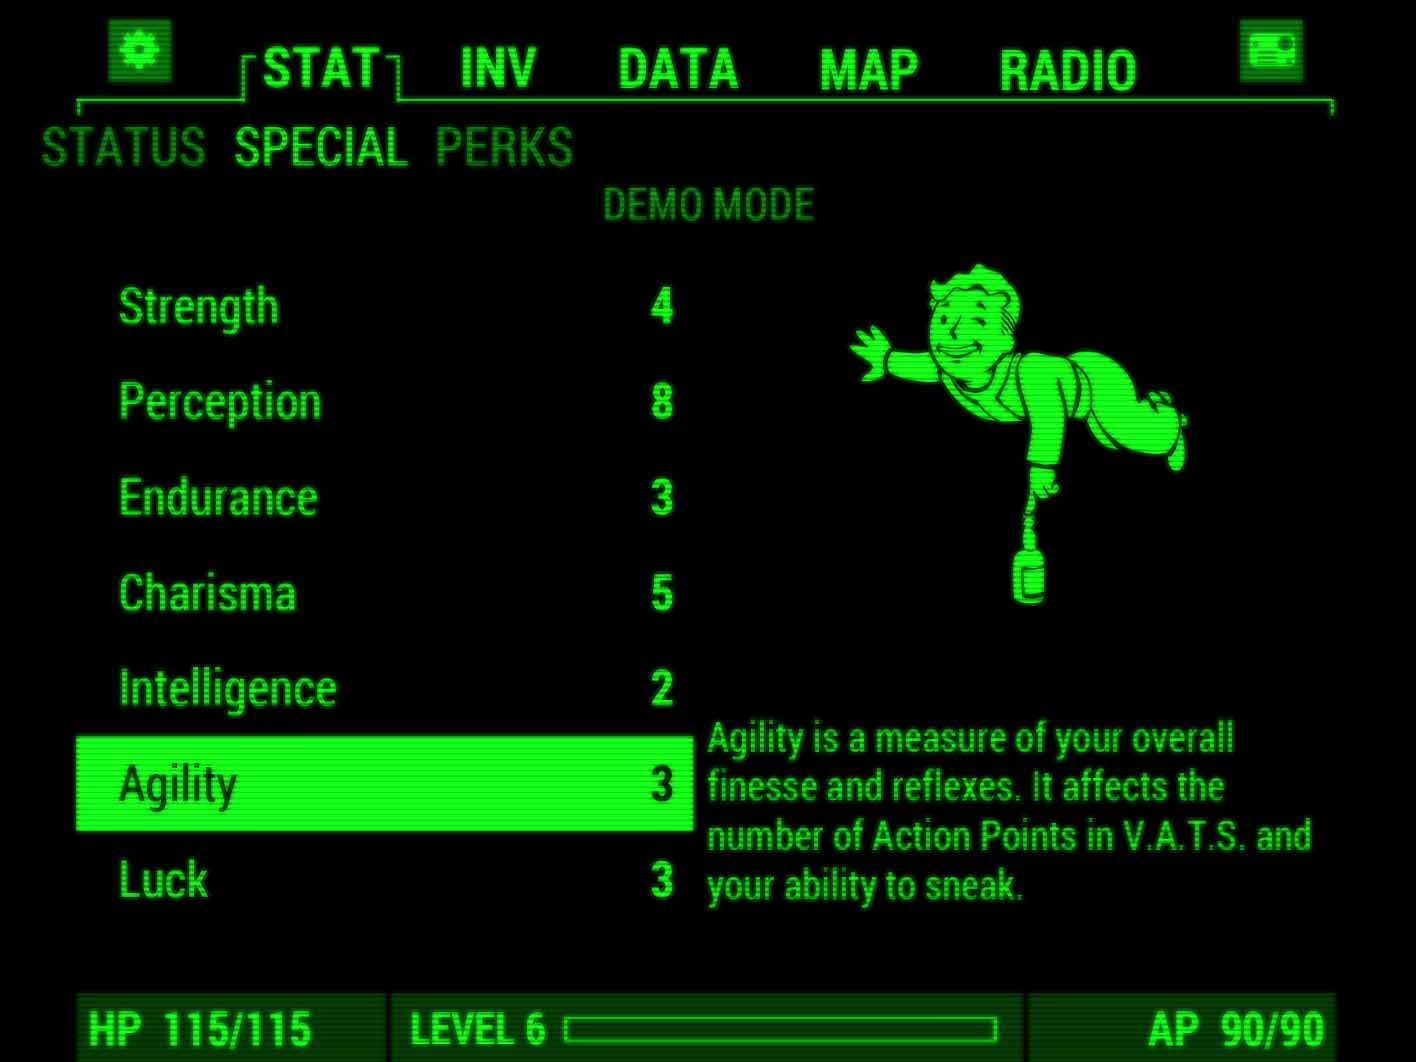 STAT INV DATA MAP RADIO
STATUS SPECIAL PERKS
DEMO MODE
Strength 4
Perception 8
Endurance 3
Charisma 5
Intelligence 2
Agility 3
Luck 3
Agility is a measure of your overall
finesse and reflexes. It affects the
number of Action Points in V.A.T.S. and
your ability to sneak.
HP 115/115 LEVEL 6 AP 90/90